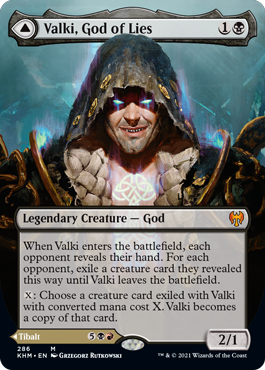 Valki, God of Lies 1
Legendary Creature — God
When Valki enters the battlefield, each
opponent reveals their hand. For each
opponent, exile a creature card they revealed
this way until Valki leaves the battlefield.
X: Choose a creature card exiled with Valki
with converted mana cost X. Valki becomes
a copy of that card.
Tibalt 5
2/1
286 M
KHM • EN GRZEGORZ RUTKOWSKI
™ & © 2021 Wizards of the Coast